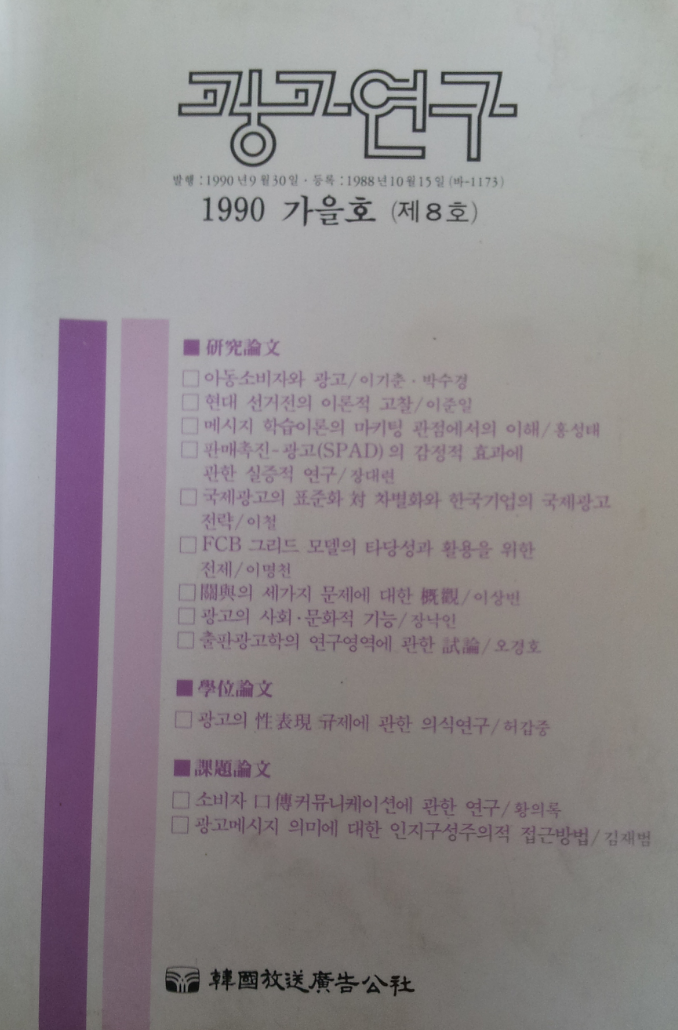 광고연구
발행 : 1990년 9월 30일 · 등록 : 1988년 10월 15일 (바-1173)
1990 가을호 (제8호)
■ 研究論文
□ 아동소비자와 광고/이기춘 · 박수경
□ 현대 선거전의 이론적 고찰/이준일
□ 메시지 학습이론의 마키팅 관점에서의 이해/홍성태
□ 판매촉진-광고(SPAD)의 감정적 効果에
관한 실증적 연구/장대련
□ 국제광고의 표준화 対 차별화와 한국기업의 국제광고
전략/이철
□ FCB 그리드 모델의 타당성과 활용을 위한
전제/이명천
□ 關與의 세가지 문제에 대한 槪觀/이상빈
□ 광고의 사회·문화적 기능/장낙인
□ 출판광고학의 연구영역에 관한 試論/오경호
■ 學位論文
□ 광고의 性表現 규제에 관한 의식연구/허갑중
■ 課題論文
□ 소비자 口傳커뮤니케이션에 관한 연구/황의록
□ 광고메시지 의미에 대한 인지구성주의적 접근방법/김재범
韓國放送廣告公社